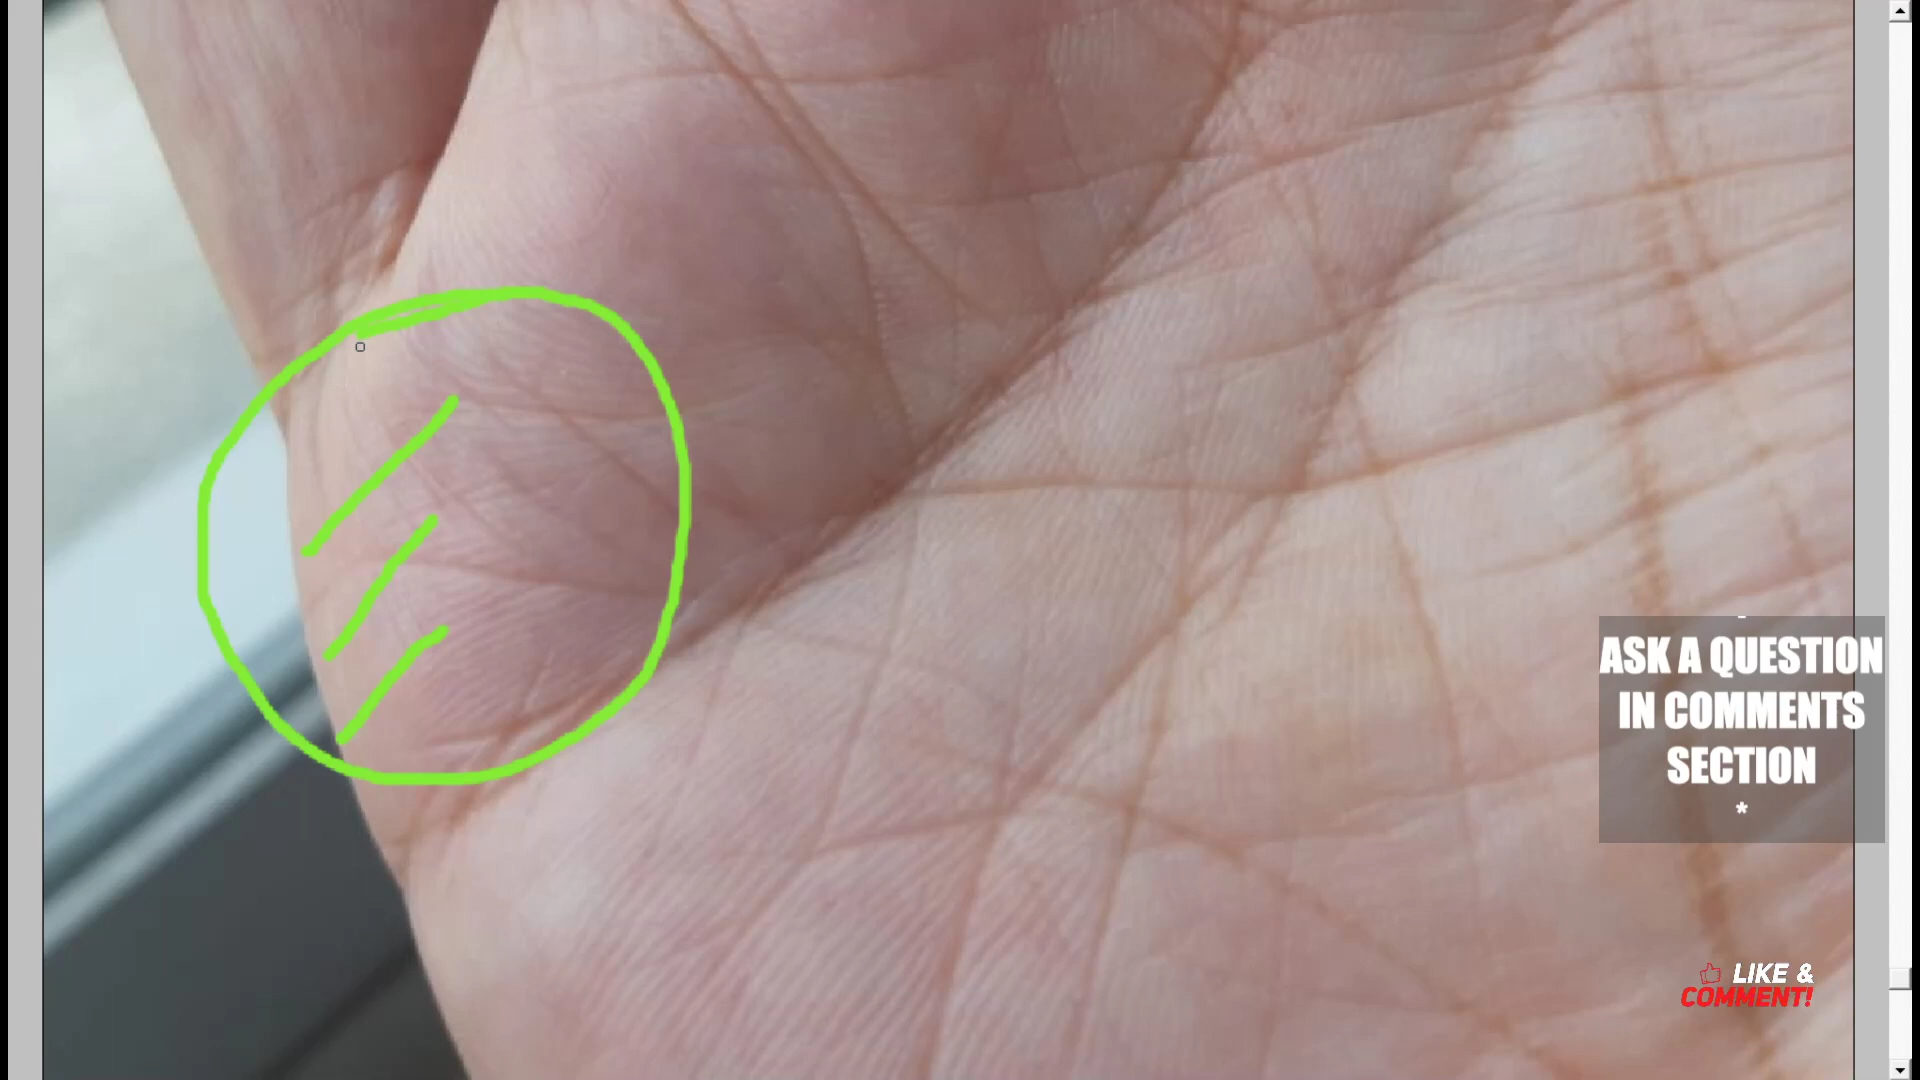 ASK A QUESTION
IN COMMENTS
SECTION
*
LIKE &
COMMENT!